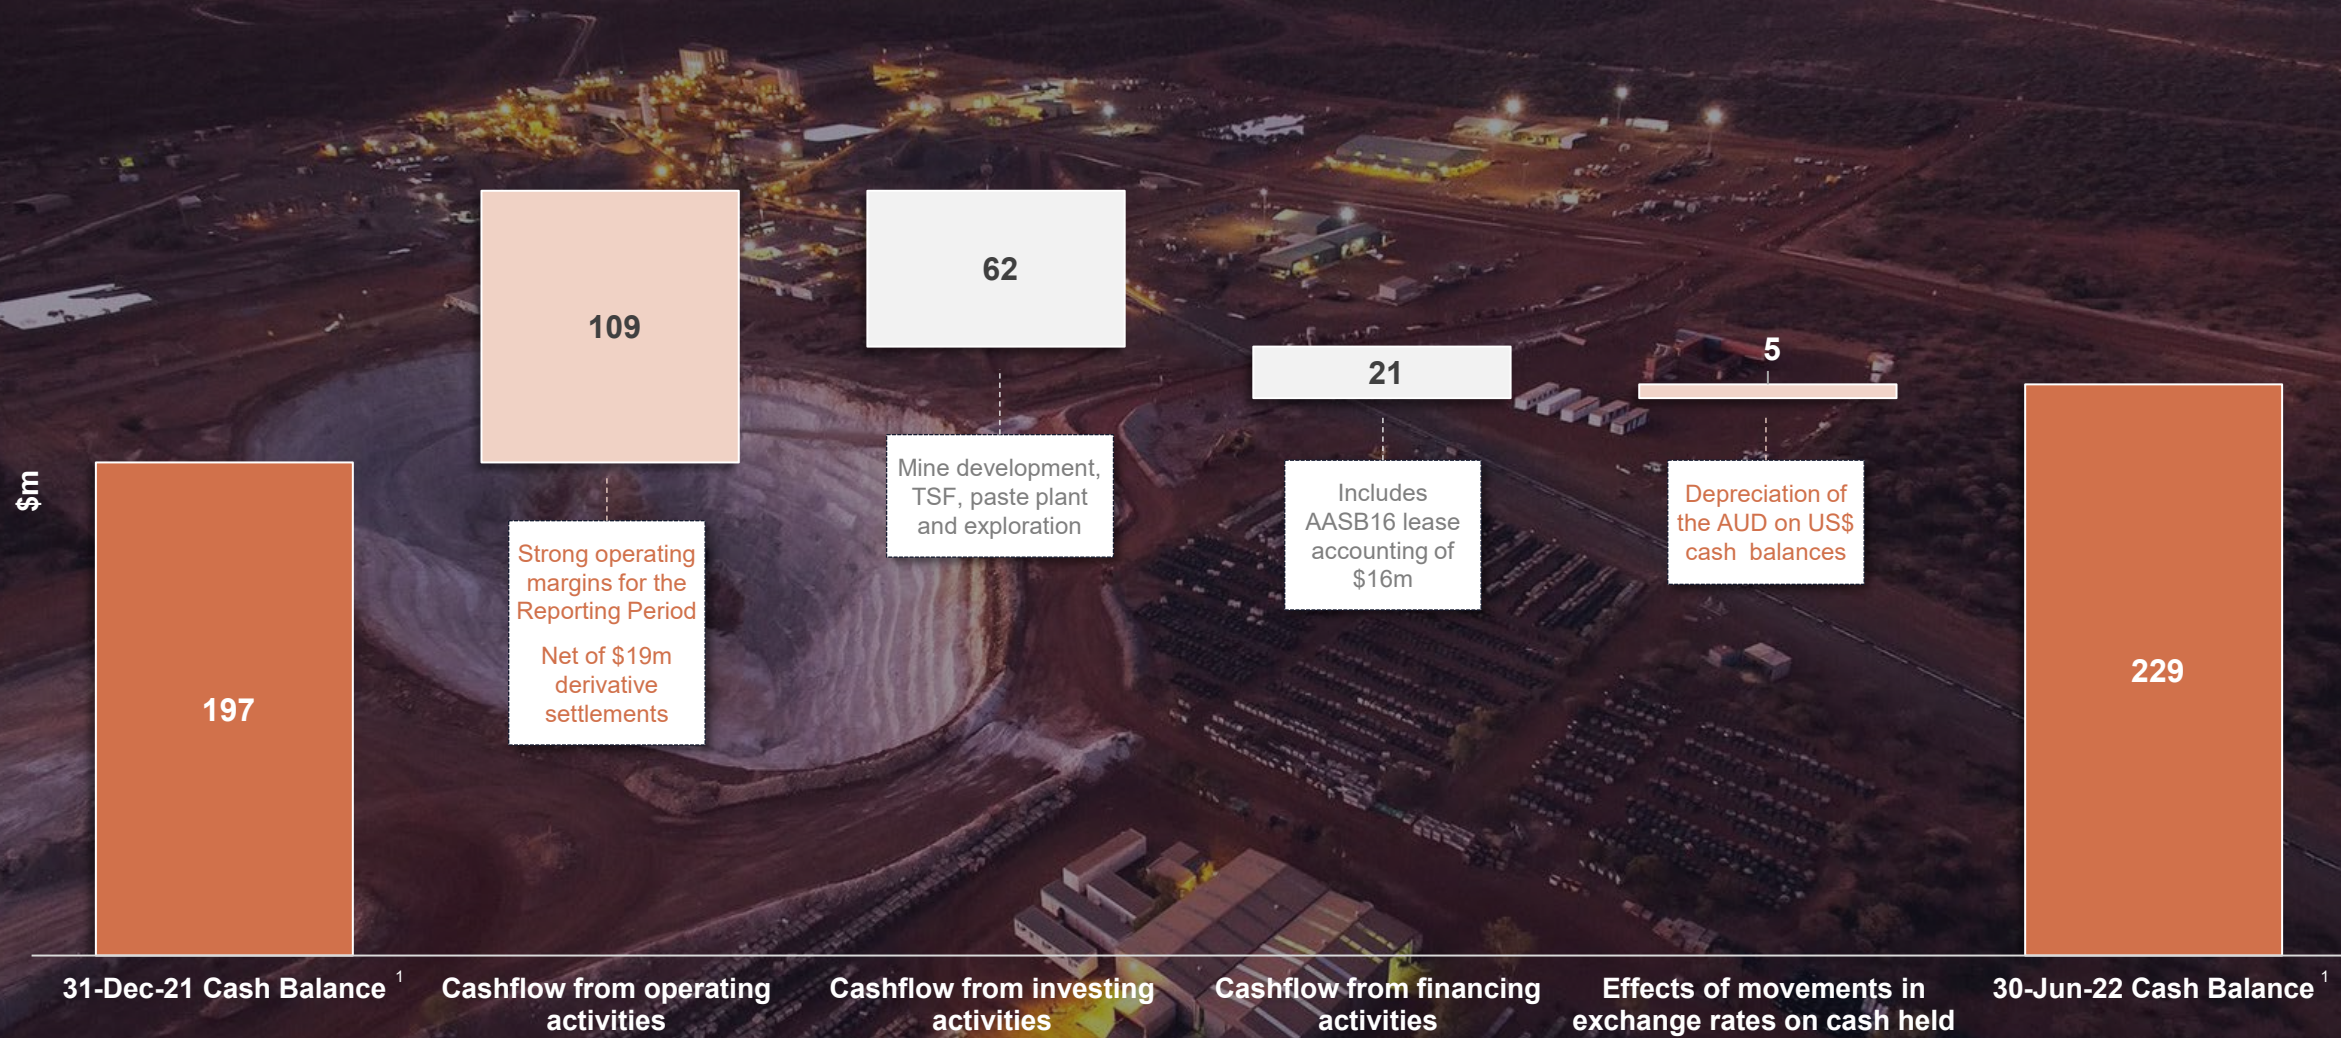 $m
197
109
62
21
5
229
Strong operating
margins for the
Reporting Period
Net of $19m
derivative
settlements
Mine development,
TSF, paste plant
and exploration
Includes
AASB16 lease
accounting of
$16m
Depreciation of
the AUD on US$
cash  balances
31-Dec-21 Cash Balance 1
Cashflow from operating
activities
Cashflow from investing
activities
Cashflow from financing
activities
Effects of movements in
exchange rates on cash held
30-Jun-22 Cash Balance 1